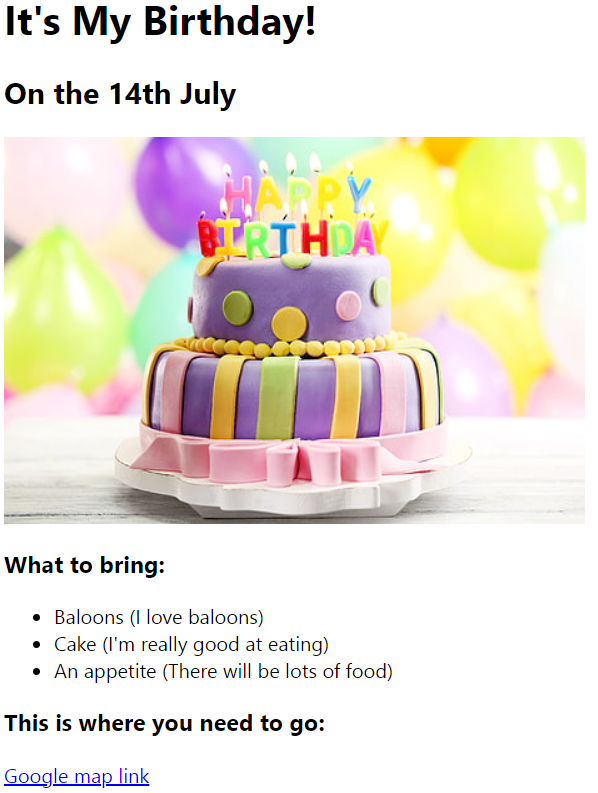 It's My Birthday!
On the 14th July
HAPPY
BIRTHDAY
What to bring:
Baloons (I love baloons)
Cake (I'm really good at eating)
An appetite (There will be lots of food)
This is where you need to go:
Google map link